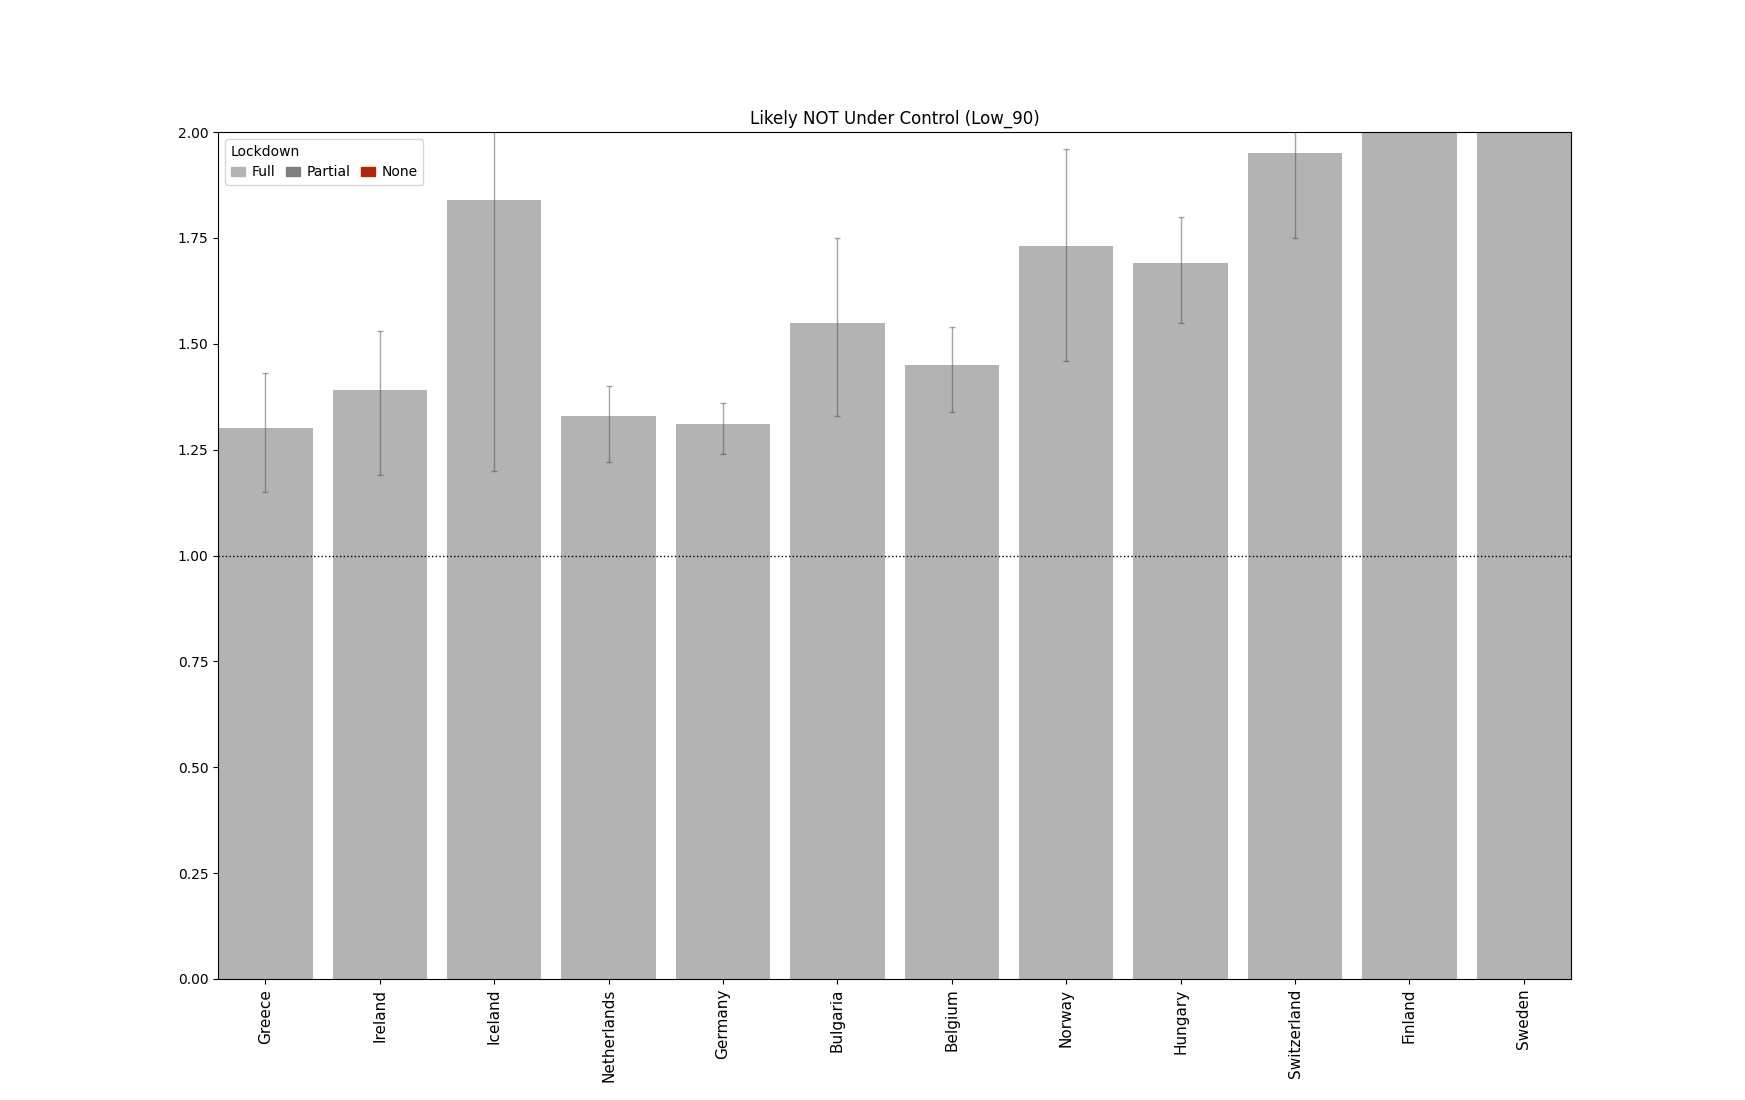 Likely NOT Under Control (Low_90)
Lockdown
Full Partial None
2.00
1.75
1.50
1.25
1.00
0.75
0.50
0.25
0.00
Greece
Ireland
Iceland
Netherlands
Germany
Bulgaria
Belgium
Norway
Hungary
Switzerland
Finland
Sweden